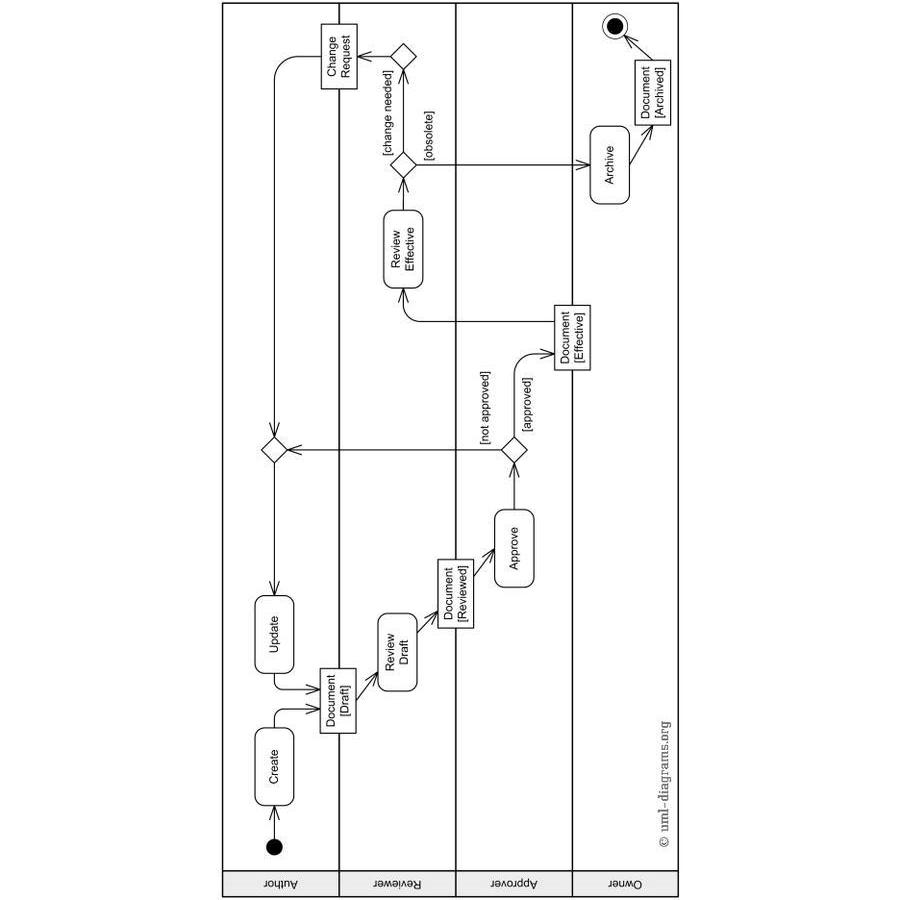 Author
Reviewer
Approver
Owner
Create
Update
Document
[Draft]
Review
Draft
Document
[Reviewed]
Approve
[not approved]
[approved]
Document
[Effective]
Review
Effective
[change needed]
[obsolete]
Change
Request
Archive
Document
[Archived]
© uml-diagrams.org